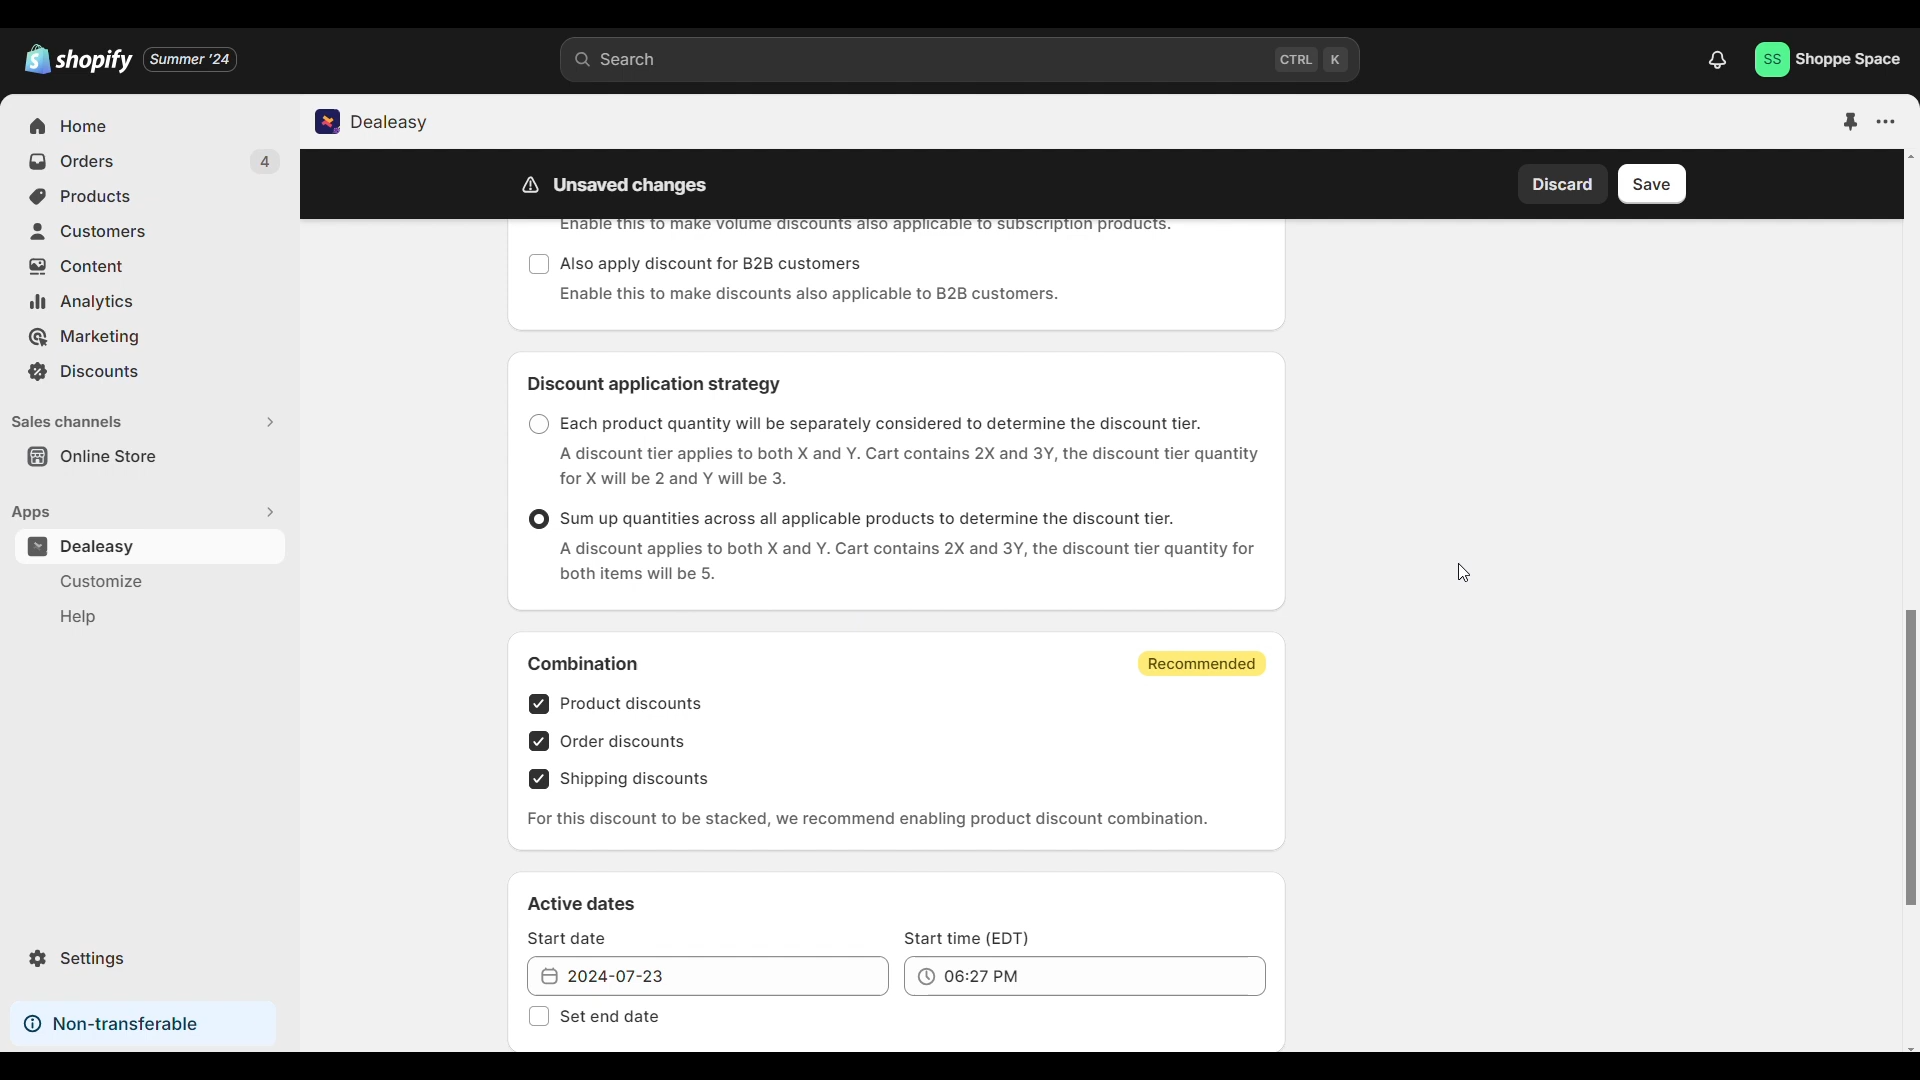 shopify Summer '24
Search CTRL K
SS Shoppe Space
Home
Orders 4
Products
Customers
Content
Analytics
Marketing
Discounts
Sales channels
Online Store
Apps
Dealeasy
Customize
Help
Settings
Non-transferable
Dealeasy
Unsaved changes
Discard Save
Enable this to make volume discounts also applicable to subscription products.
Also apply discount for B2B customers
Enable this to make discounts also applicable to B2B customers.
Discount application strategy
Each product quantity will be separately considered to determine the discount tier.
A discount tier applies to both X and Y. Cart contains 2X and 3Y, the discount tier quantity
for X will be 2 and Y will be 3.
Sum up quantities across all applicable products to determine the discount tier.
A discount applies to both X and Y. Cart contains 2X and 3Y, the discount tier quantity for
both items will be 5.
Combination Recommended
Product discounts
Order discounts
Shipping discounts
For this discount to be stacked, we recommend enabling product discount combination.
Active dates
Start date Start time (EDT)
2024-07-23 06:27 PM
Set end date